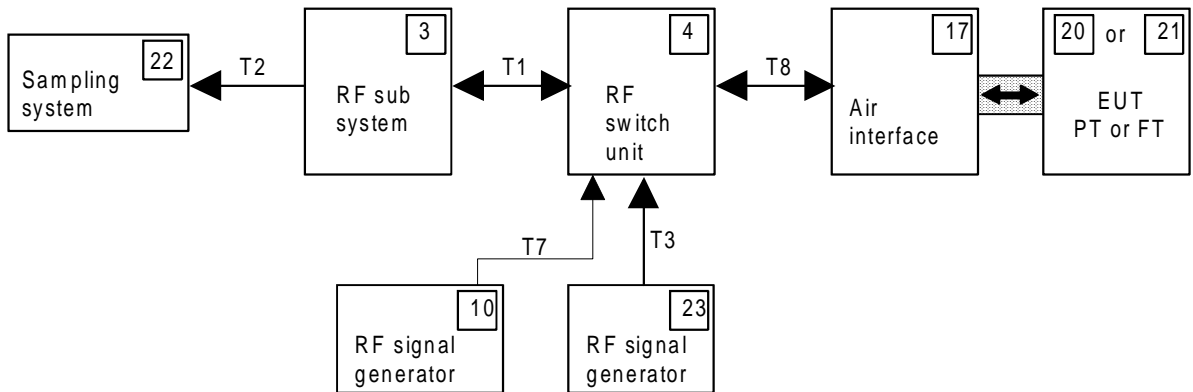 22
Sampling
system
T2
3
RF sub
system
T1
4
RF
switch
unit
T8
17
Air
interface
20 or 21
EUT
PT or FT
T7
T3
10
RF signal
generator
23
RF signal
generator